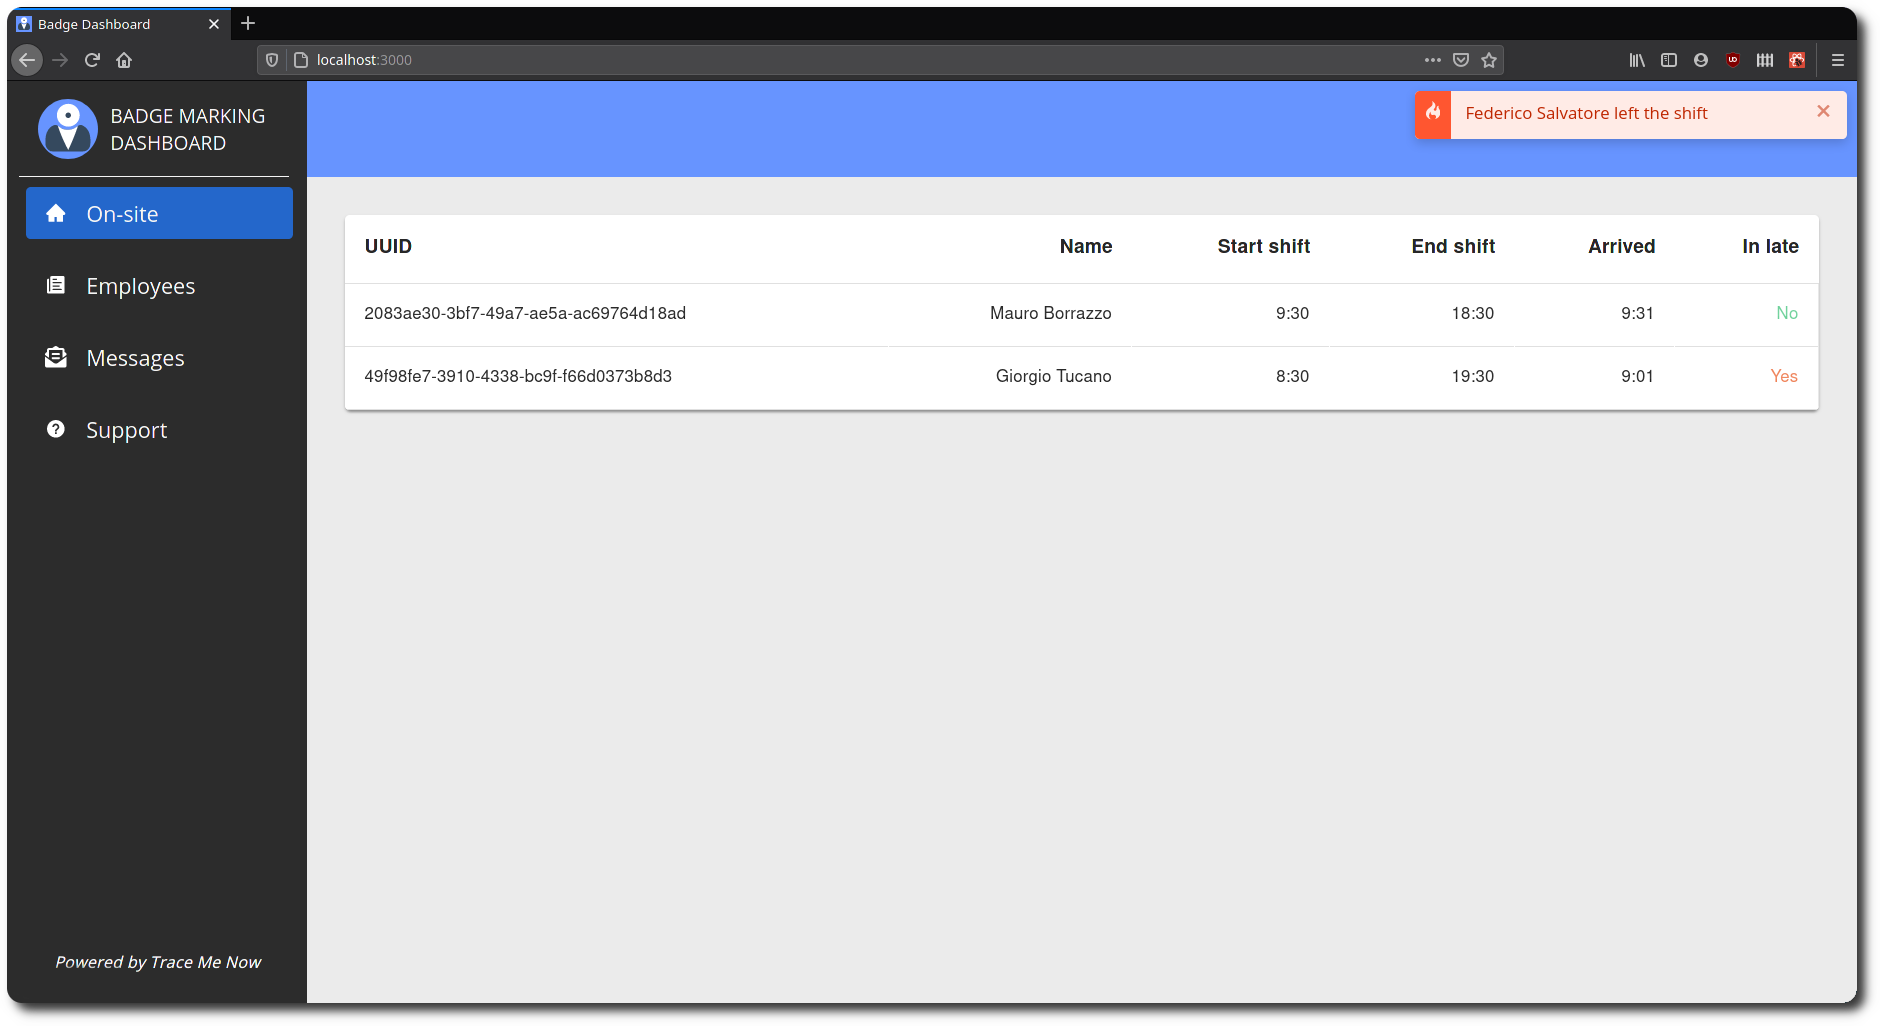 Badge Dashboard
localhost:3000
BADGE MARKING
DASHBOARD
Federico Salvatore left the shift
On-site
Employees
Messages
Support
UUID Name Start shift End shift Arrived In late
2083ae30-3bf7-49a7-ae5a-ac69764d18ad Mauro Borrazzo 9:30 18:30 9:31 No
49f98fe7-3910-4338-bc9f-f66d0373b8d3 Giorgio Tucano 8:30 19:30 9:01 Yes
Powered by Trace Me Now